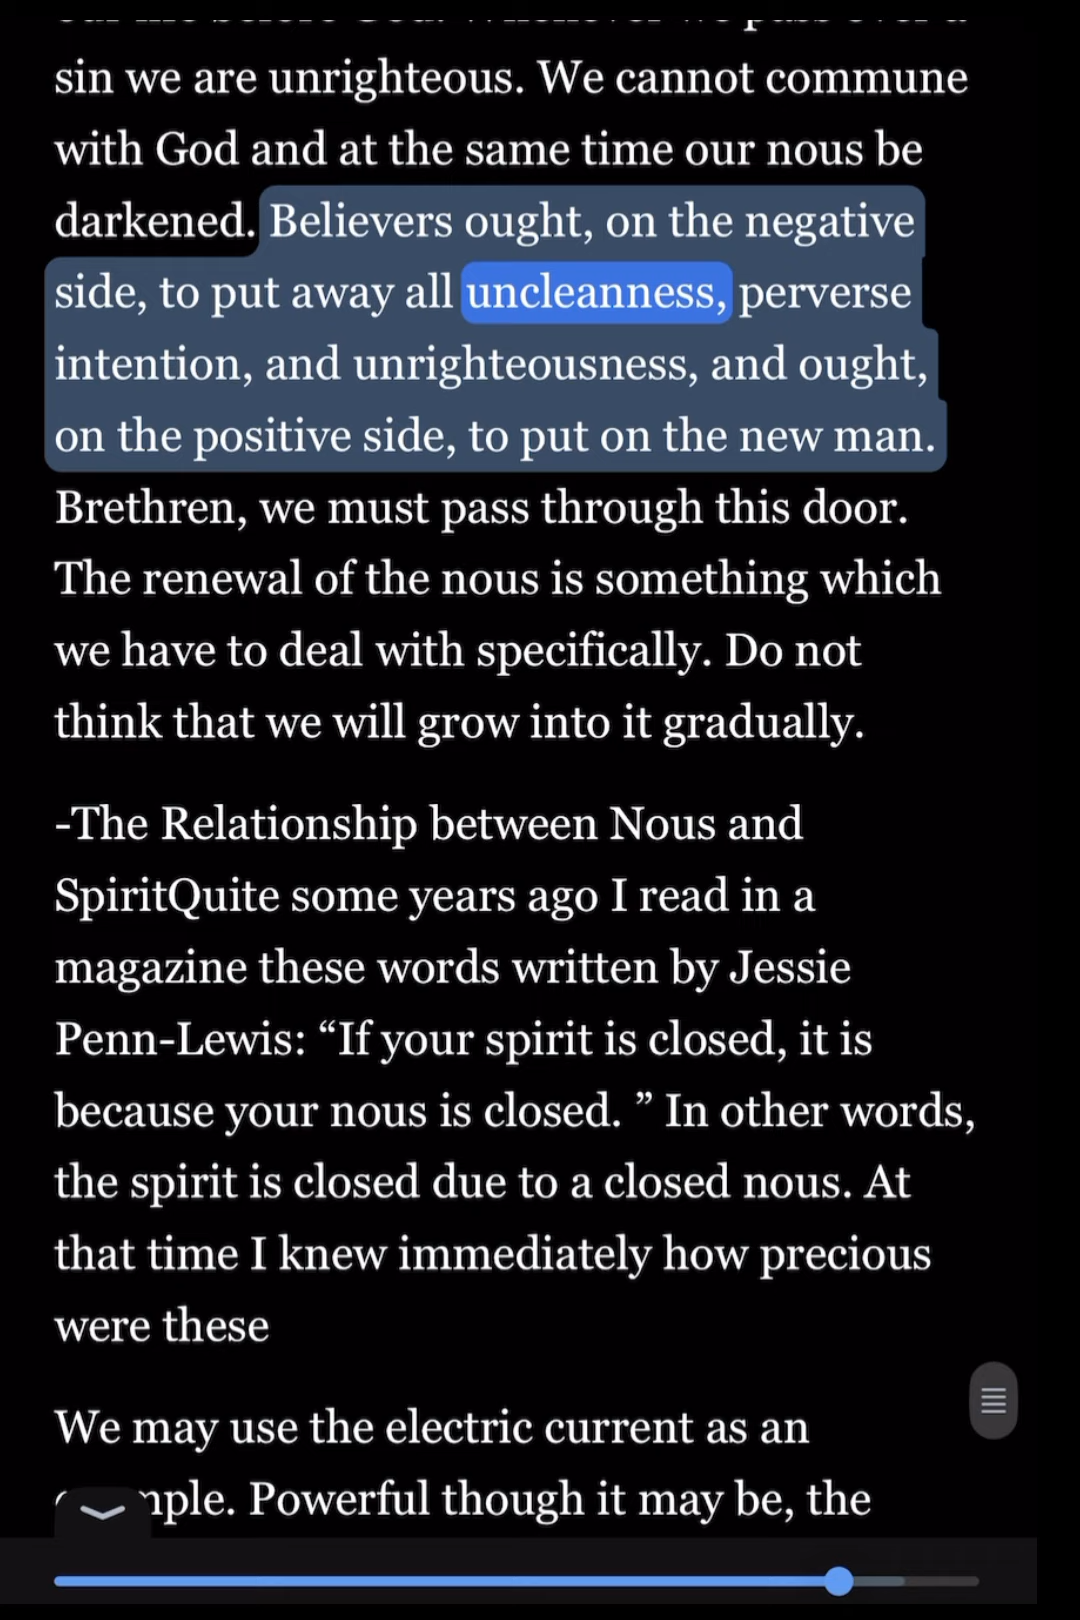 sin we are unrighteous. We cannot commune
with God and at the same time our nous be
darkened. Believers ought, on the negative
side, to put away all uncleanness, perverse
intention, and unrighteousness, and ought,
on the positive side, to put on the new man.
Brethren, we must pass through this door.
The renewal of the nous is something which
we have to deal with specifically. Do not
think that we will grow into it gradually.
-The Relationship between Nous and
SpiritQuite some years ago I read in a
magazine these words written by Jessie
Penn-Lewis: “If your spirit is closed, it is
because your nous is closed. ” In other words,
the spirit is closed due to a closed nous. At
that time I knew immediately how precious
were these
We may use the electric current as an
mple. Powerful though it may be, the